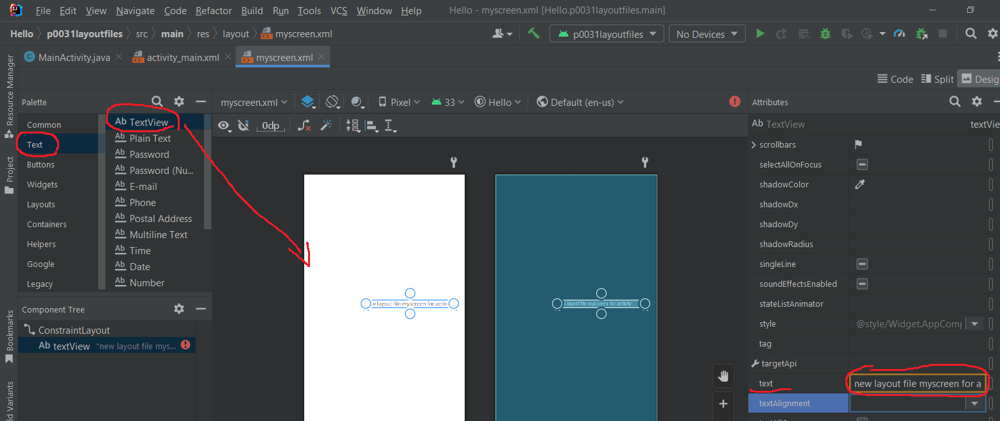 File Edit View Navigate Code Refactor Build Run Tools VCS Window Help Hello - myscreen.xml [Hello.p0031layoutfiles.main]
Hello p0031layoutfiles src main res layout myscreen.xml p0031layoutfiles No Devices
MainActivity.java activity_main.xml myscreen.xml
Code Split Desig
Resource Manager
Project
Bookmarks
ld Variants
Palette
Common
Text
Buttons
Widgets
Layouts
Containers
Helpers
Google
Legacy
Ab TextView
Ab Plain Text
Ab Password
Ab Password (Nu...
Ab E-mail
Ab Phone
Ab Postal Address
Ab Multiline Text
Ab Time
Ab Date
Ab Number
Component Tree
ConstraintLayout
Ab textView "new layout file mys...
myscreen.xml Pixel 33 Hello Default (en-us)
0dp
w layout file myscreen for activ
t layout file myscreen for activity
Attributes
Ab TextView textVie
scrollbars
selectAllOnFocus
shadowColor
shadowDx
shadowDy
shadowRadius
singleLine
soundEffectsEnabled
stateListAnimator
style @style/Widget.AppComp
tag
targetApi
text new layout file myscreen for a
textAlignment